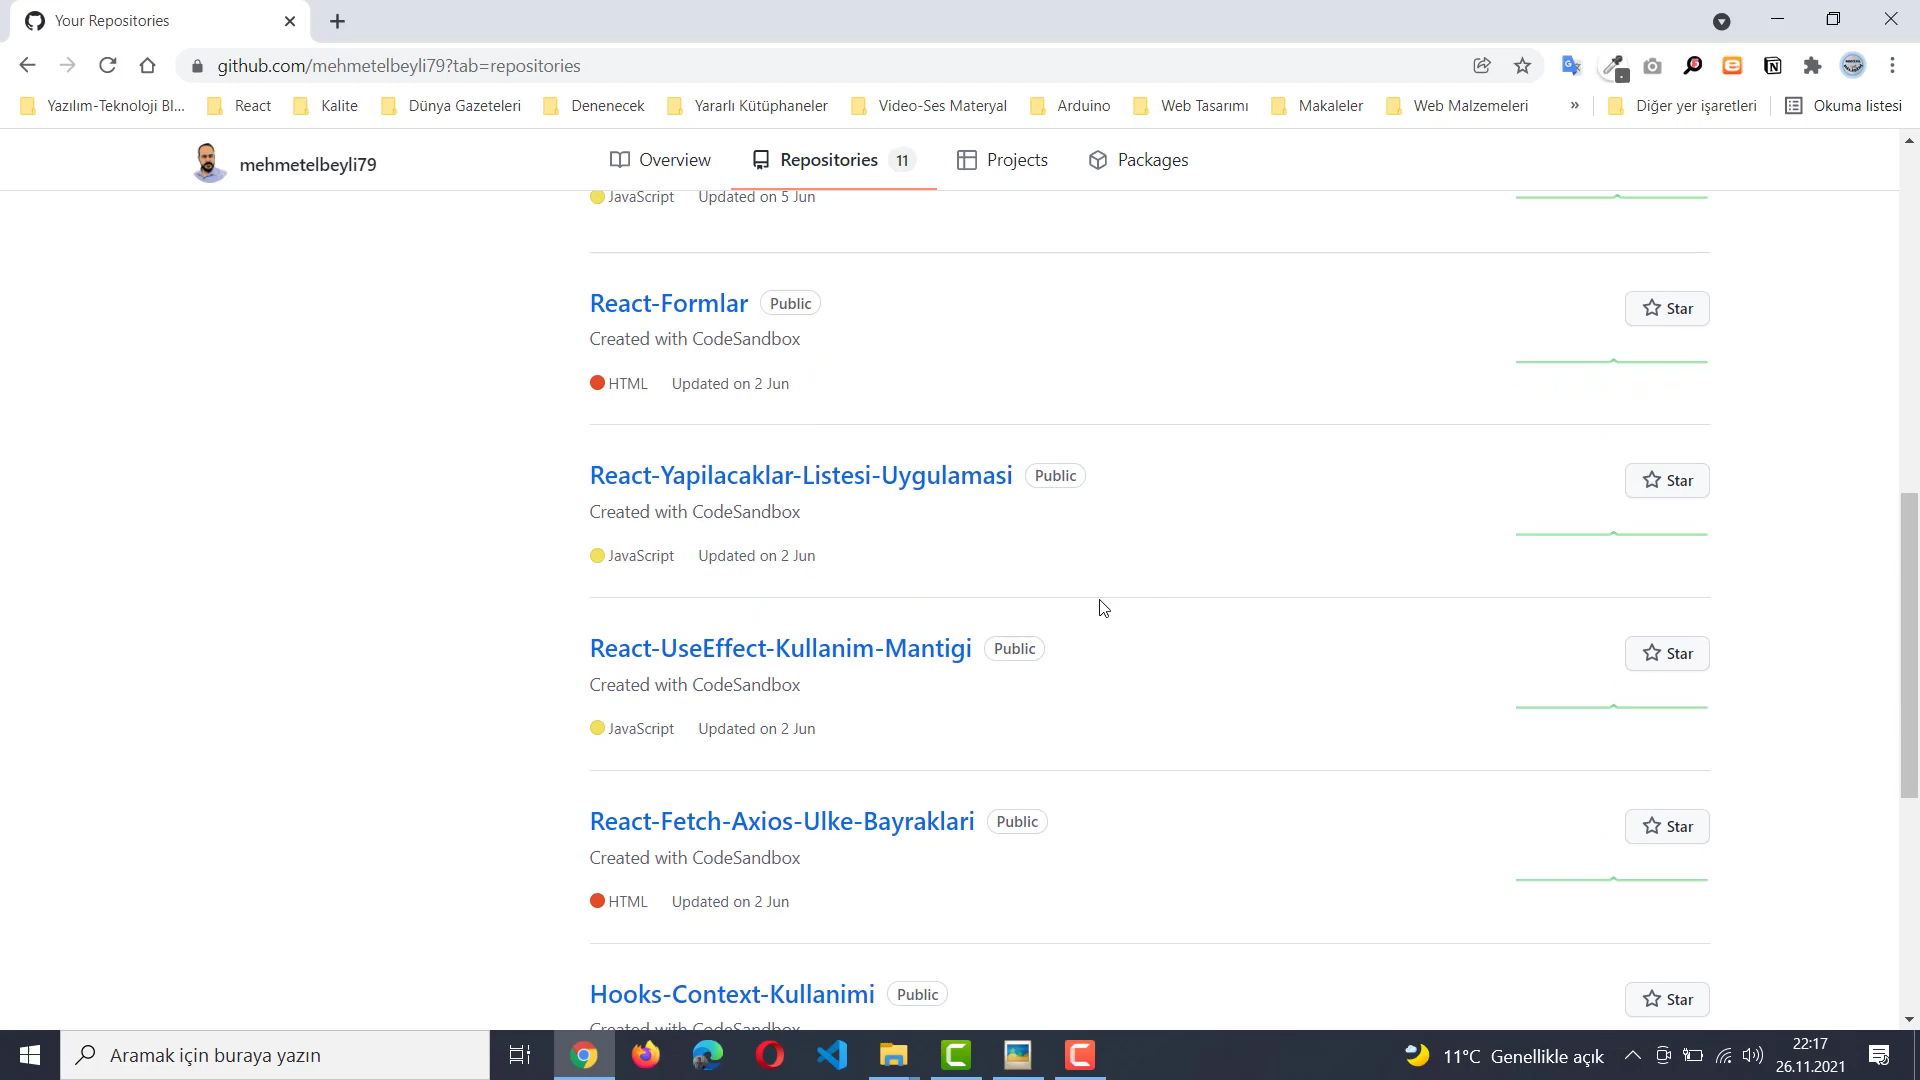 Your Repositories
github.com/mehmetelbeyli79?tab=repositories
Yazılım-Teknoloji Bl...
React
Kalite
Dünya Gazeteleri
Denenecek
Yararlı Kütüphaneler
Video-Ses Materyal
Arduino
Web Tasarımı
Makaleler
Web Malzemeleri
»
Diğer yer işaretleri
Okuma listesi
mehmetelbeyli79
Overview
Repositories 11
Projects
Packages
JavaScript Updated on 5 Jun
React-Formlar Public
Star
Created with CodeSandbox
HTML Updated on 2 Jun
React-Yapilacaklar-Listesi-Uygulamasi Public
Star
Created with CodeSandbox
JavaScript Updated on 2 Jun
React-UseEffect-Kullanim-Mantigi Public
Star
Created with CodeSandbox
JavaScript Updated on 2 Jun
React-Fetch-Axios-Ulke-Bayraklari Public
Star
Created with CodeSandbox
HTML Updated on 2 Jun
Hooks-Context-Kullanimi Public
Star
Created with CodeSandbox
Aramak için buraya yazın
11°C Genellikle açık
22:17
26.11.2021